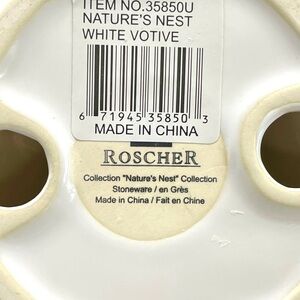 ITEM NO.35850U
NATURE'S NEST
WHITE VOTIVE
6 71945 35850 3
MADE IN CHINA
ROSCHER
Collection "Nature's Nest" Collection
Stoneware / en Grès
Made in China / Fait en Chine